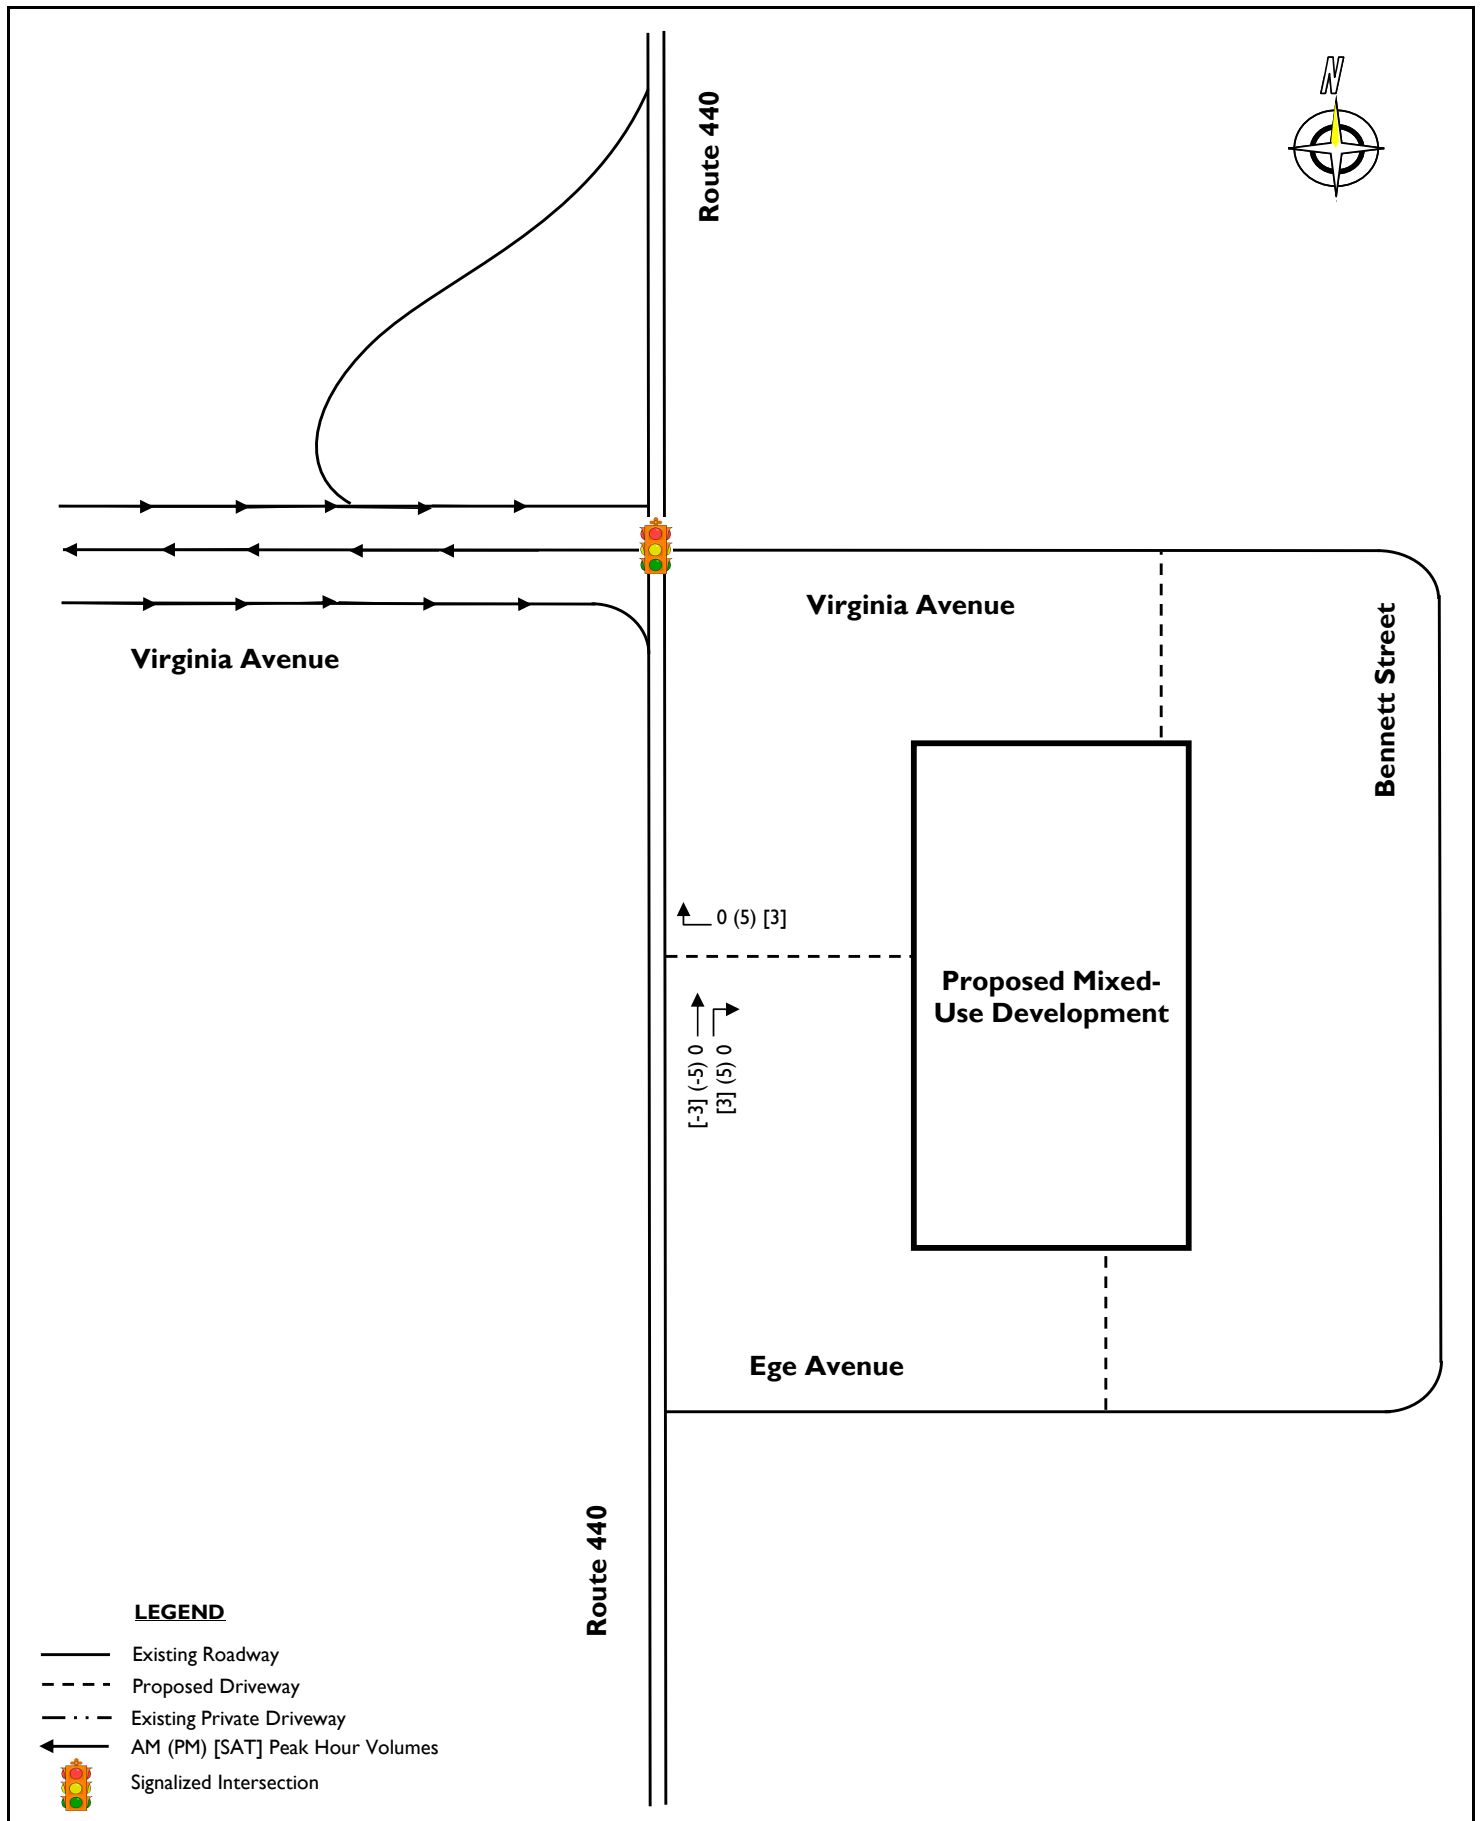 N
Route 440
Virginia Avenue
Virginia Avenue
Bennett Street
0 (5) [3]
Proposed Mixed-
Use Development
[-3] (-5) 0
[3] (5) 0
Ege Avenue
Route 440
LEGEND
Existing Roadway
Proposed Driveway
Existing Private Driveway
AM (PM) [SAT] Peak Hour Volumes
Signalized Intersection